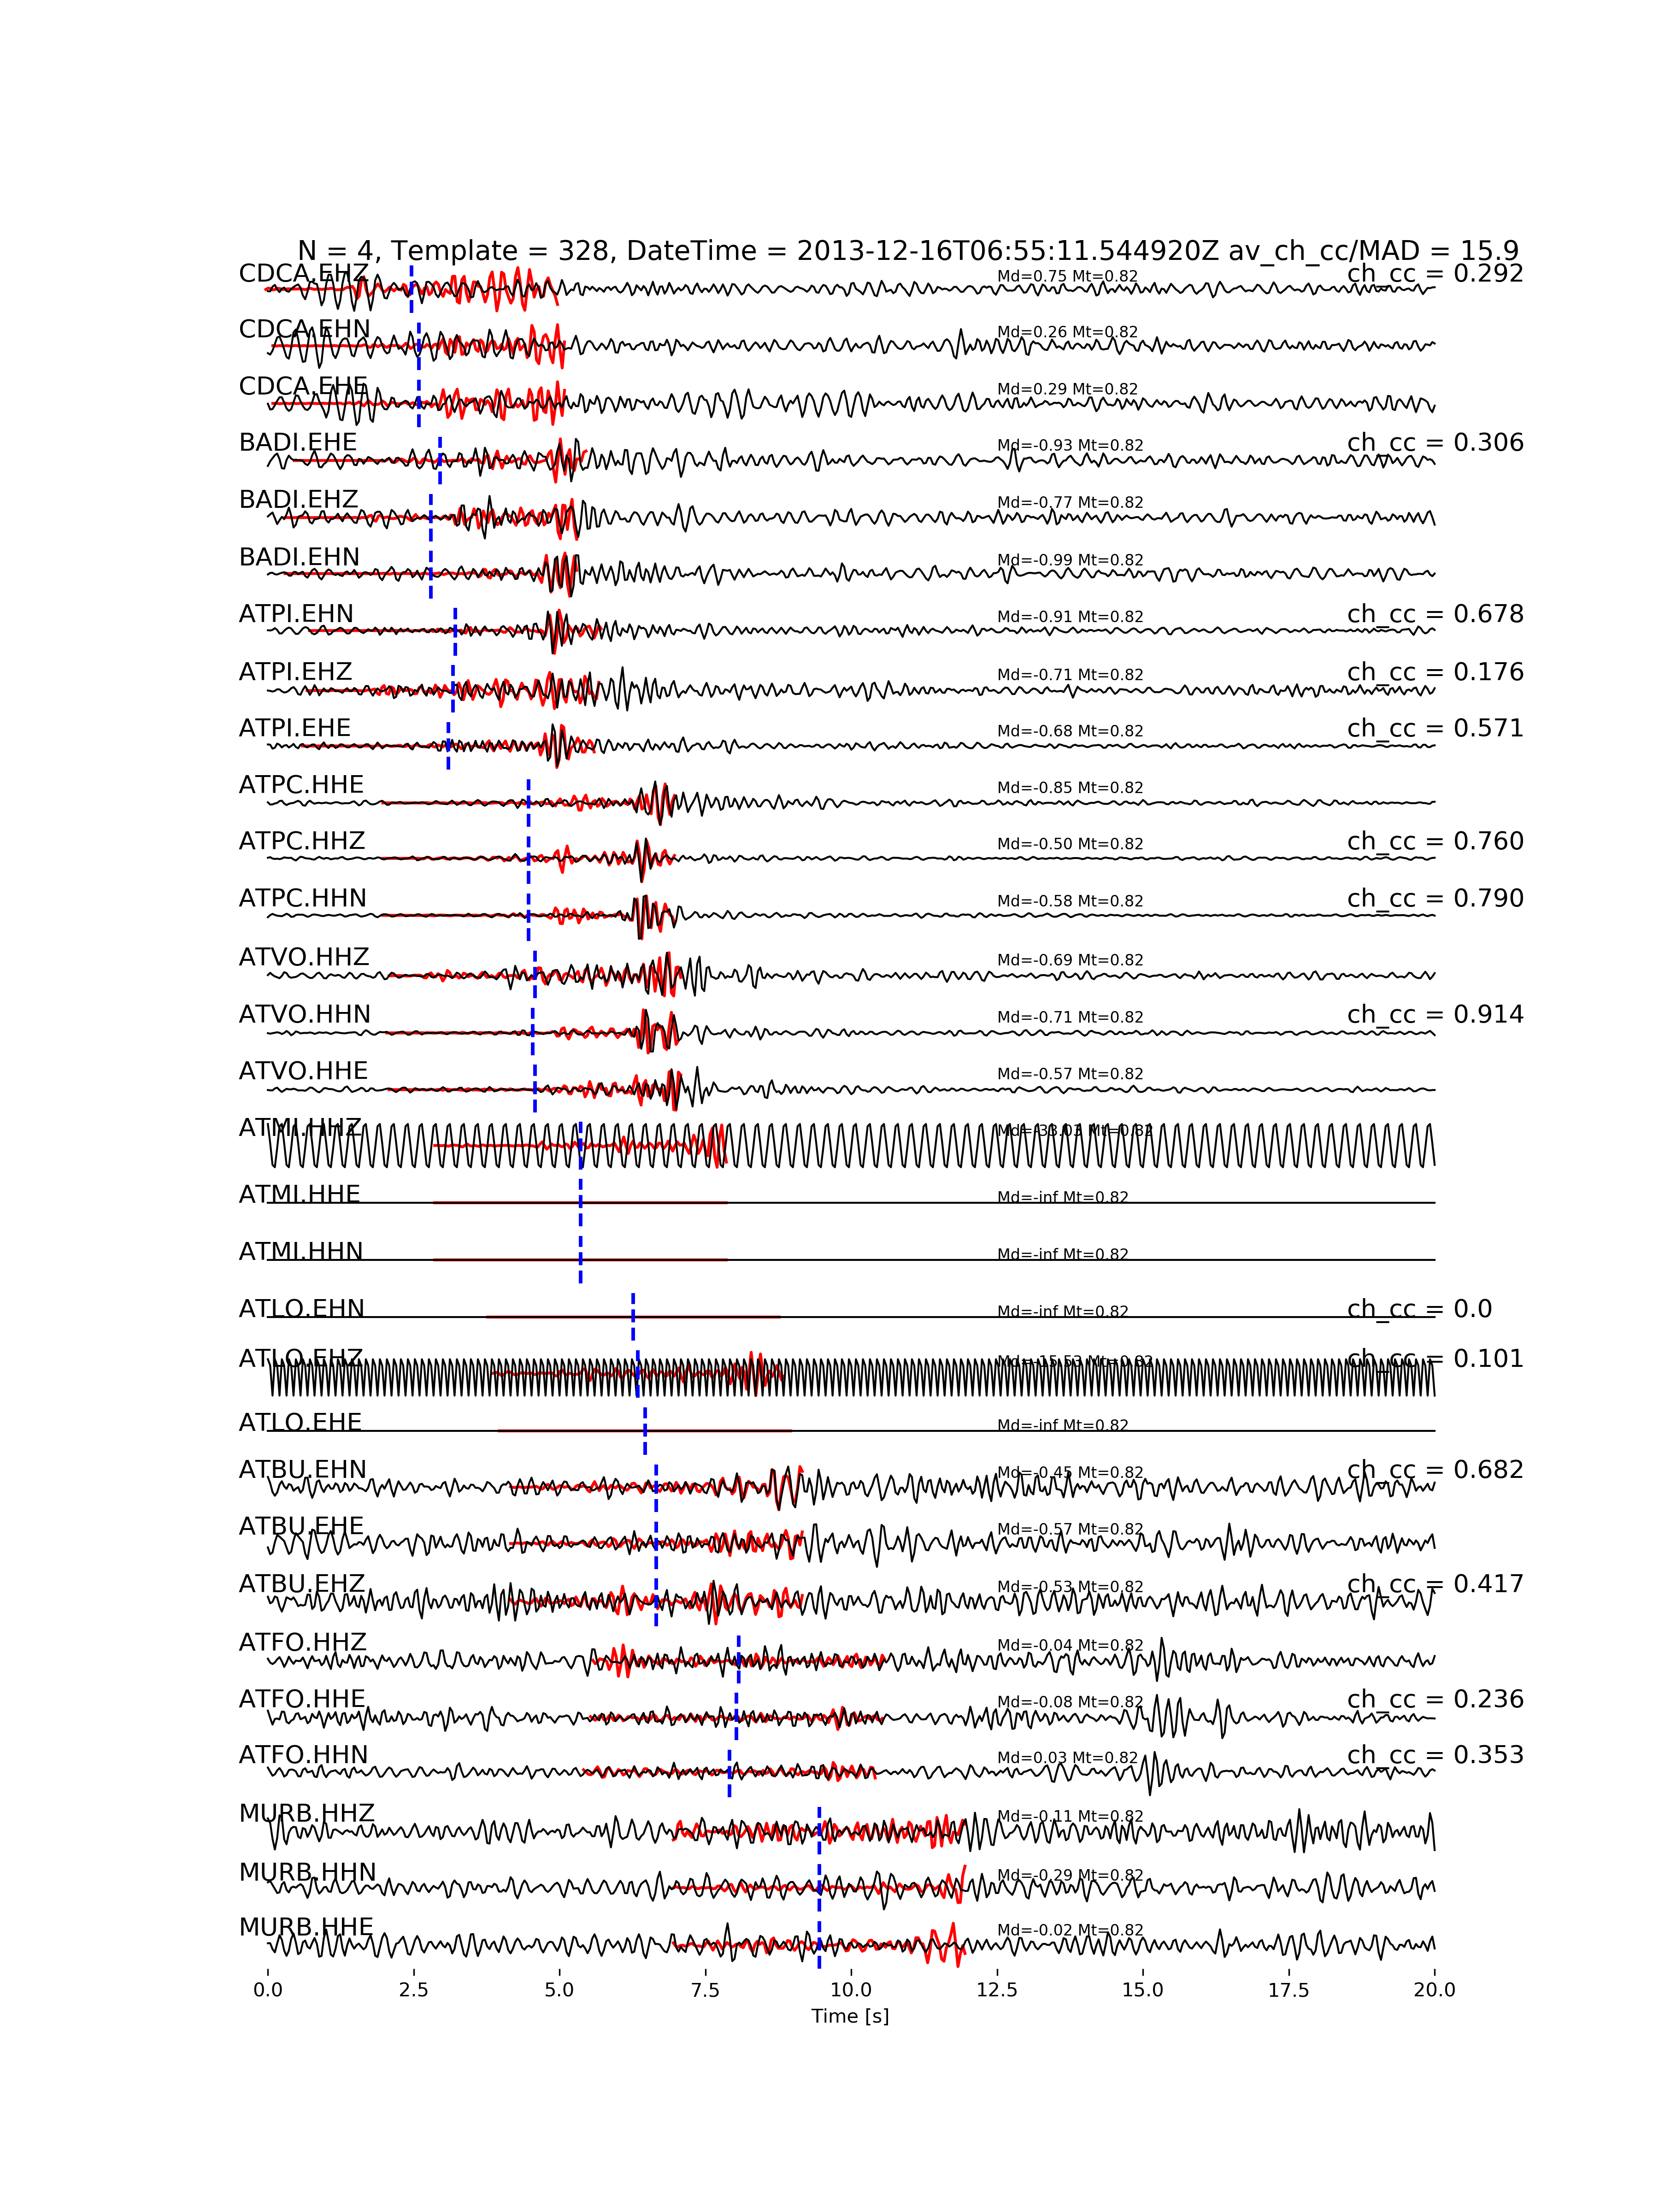 N = 4, Template = 328, DateTime = 2013-12-16T06:55:11.544920Z av_ch_cc/MAD = 15.9
CDCA.EHZ Md=0.75 Mt=0.82 ch_cc = 0.292
CDCA.EHN Md=0.26 Mt=0.82
CDCA.EHE Md=0.29 Mt=0.82
BADI.EHE Md=-0.93 Mt=0.82 ch_cc = 0.306
BADI.EHZ Md=-0.77 Mt=0.82
BADI.EHN Md=-0.99 Mt=0.82
ATPI.EHN Md=-0.91 Mt=0.82 ch_cc = 0.678
ATPI.EHZ Md=-0.71 Mt=0.82 ch_cc = 0.176
ATPI.EHE Md=-0.68 Mt=0.82 ch_cc = 0.571
ATPC.HHE Md=-0.85 Mt=0.82
ATPC.HHZ Md=-0.50 Mt=0.82 ch_cc = 0.760
ATPC.HHN Md=-0.58 Mt=0.82 ch_cc = 0.790
ATVO.HHZ Md=-0.69 Mt=0.82
ATVO.HHN Md=-0.71 Mt=0.82 ch_cc = 0.914
ATVO.HHE Md=-0.57 Mt=0.82
ATMI.HHZ Md=-33.03 Mt=0.82
ATMI.HHE Md=-inf Mt=0.82
ATMI.HHN Md=-inf Mt=0.82
ATLO.EHN Md=-inf Mt=0.82 ch_cc = 0.0
ATLO.EHZ Md=-15.53 Mt=0.82 ch_cc = 0.101
ATLO.EHE Md=-inf Mt=0.82
ATBU.EHN Md=-0.45 Mt=0.82 ch_cc = 0.682
ATBU.EHE Md=-0.57 Mt=0.82
ATBU.EHZ Md=-0.53 Mt=0.82 ch_cc = 0.417
ATFO.HHZ Md=-0.04 Mt=0.82
ATFO.HHE Md=-0.08 Mt=0.82 ch_cc = 0.236
ATFO.HHN Md=0.03 Mt=0.82 ch_cc = 0.353
MURB.HHZ Md=-0.11 Mt=0.82
MURB.HHN Md=-0.29 Mt=0.82
MURB.HHE Md=-0.02 Mt=0.82
0.0 2.5 5.0 7.5 10.0 12.5 15.0 17.5 20.0
Time [s]